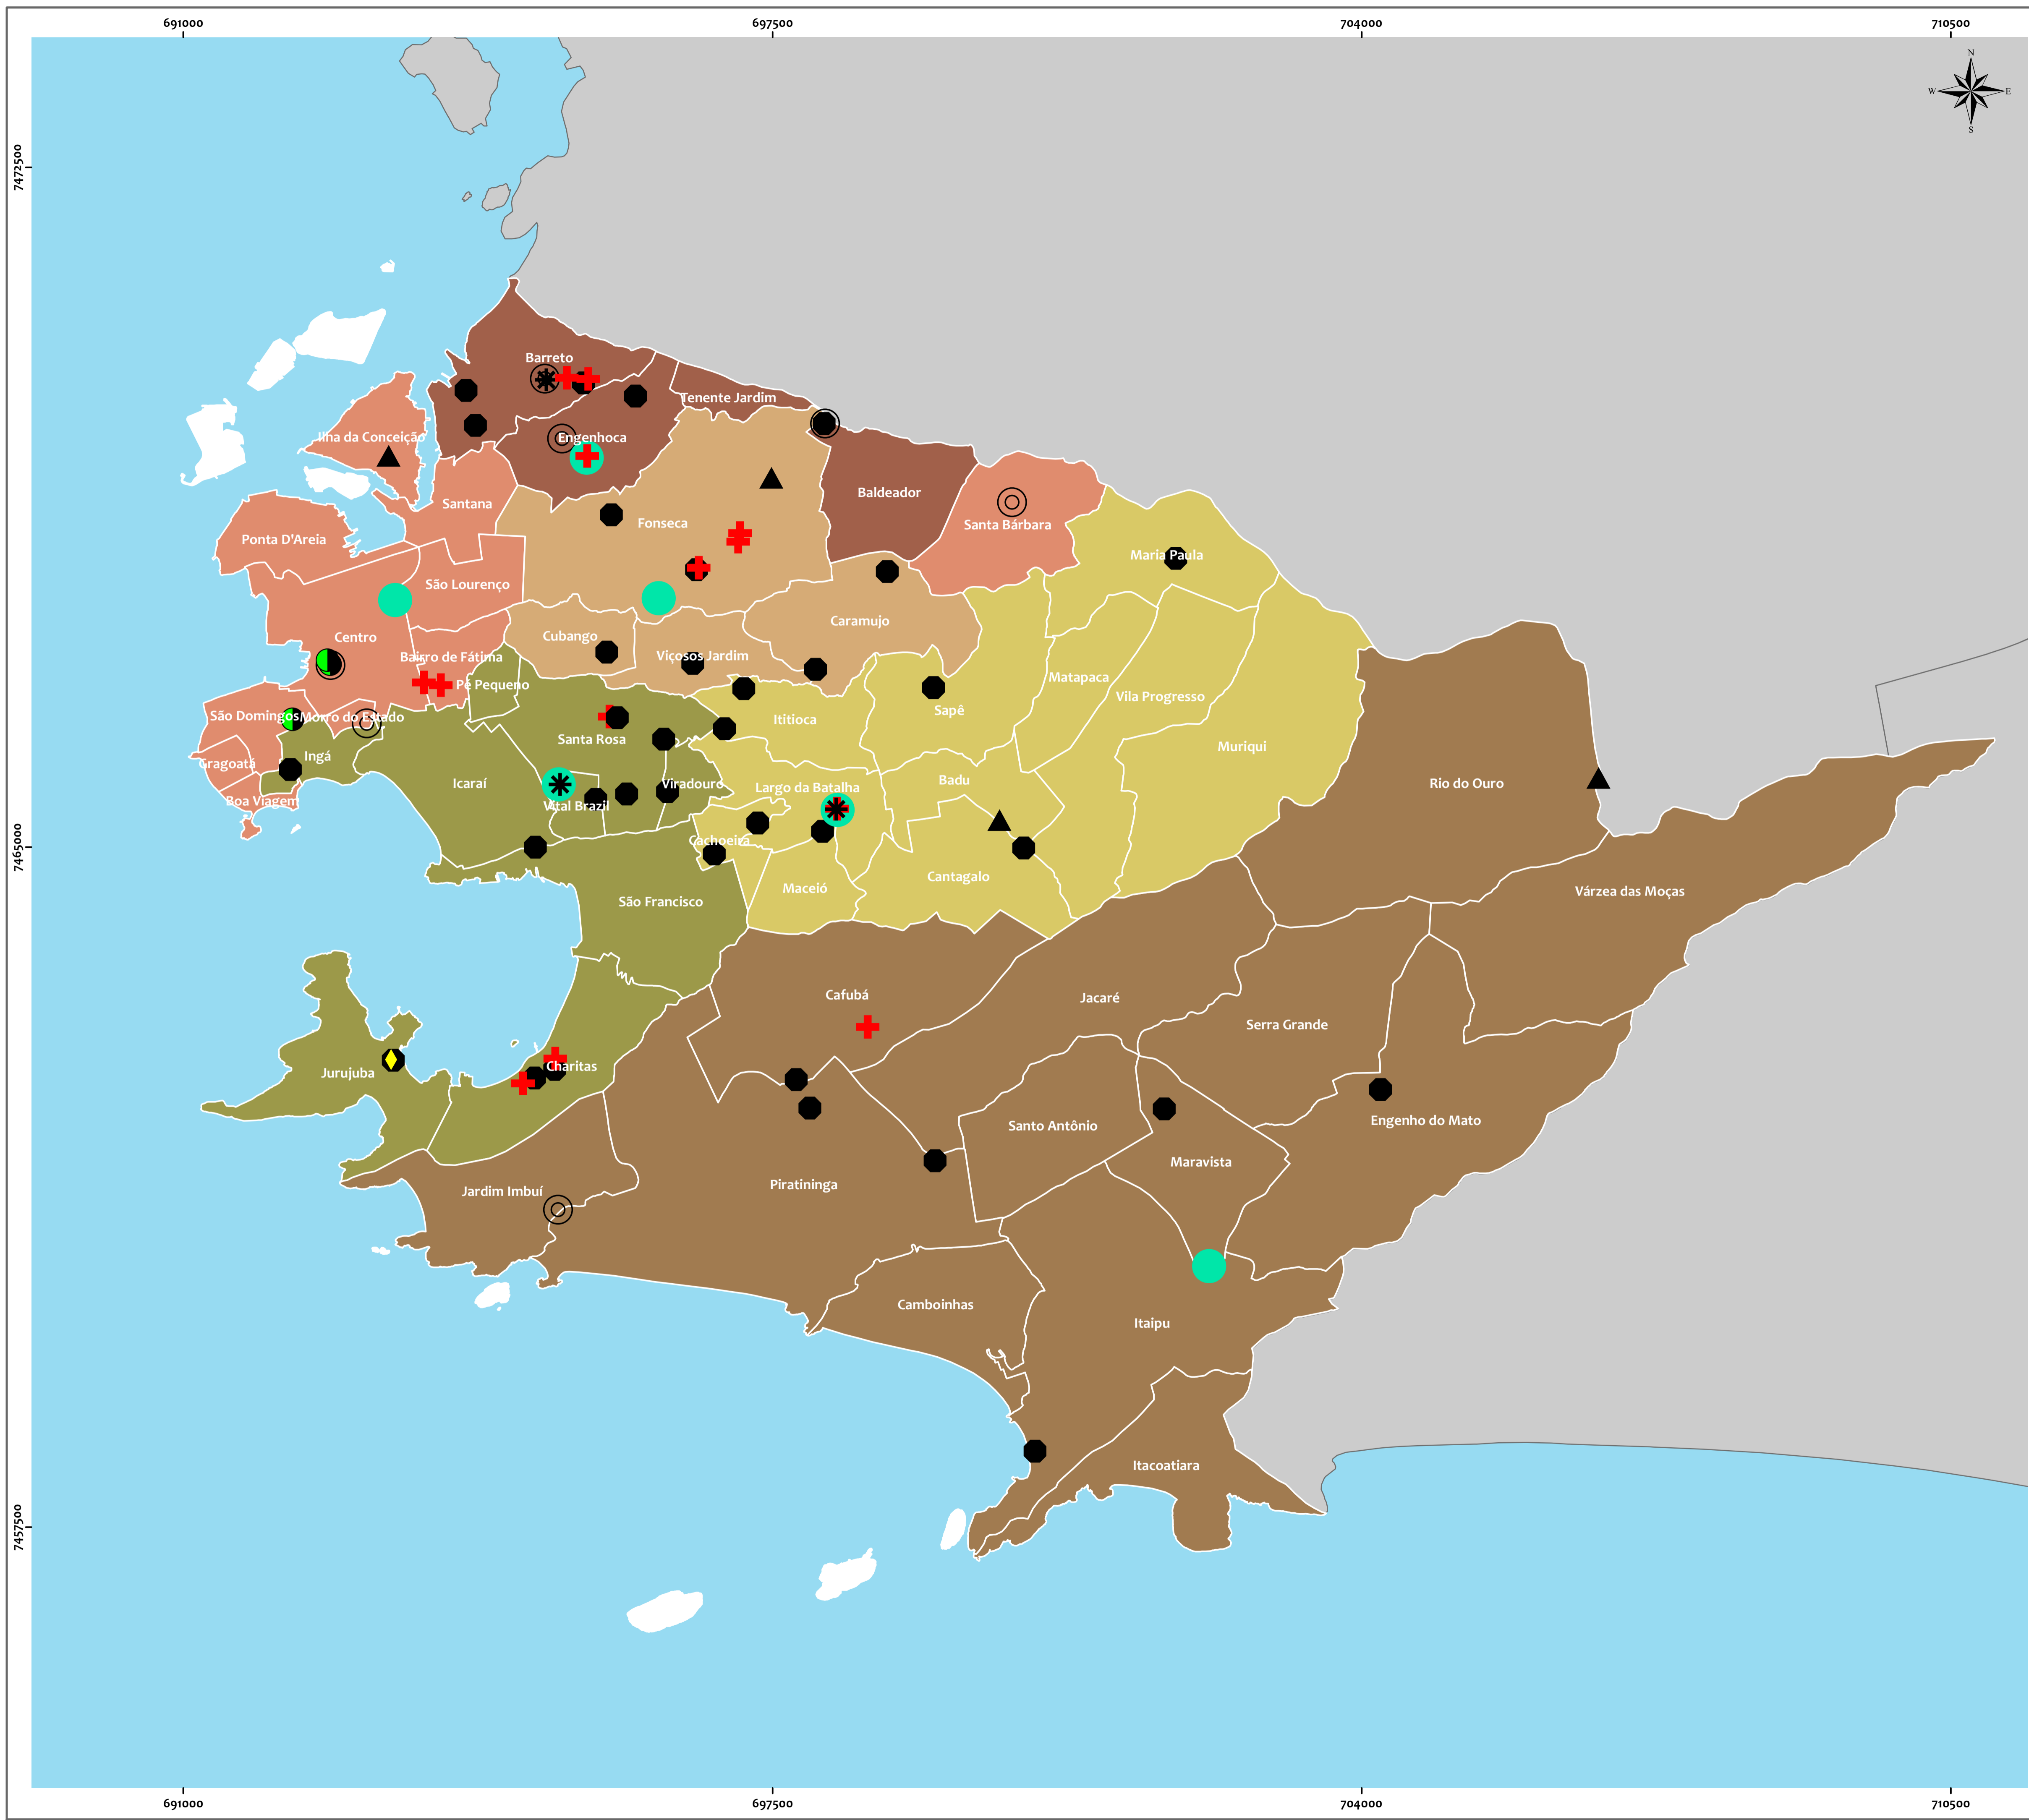 691000
697500
704000
710500
N
W
E
S
7472500
Barreto
Tenente Jardim
Ilha da Conceição
Engenhoca
Baldeador
Santana
Fonseca
Santa Bárbara
Ponta D'Areia
Maria Paula
São Lourenço
Caramujo
Centro
Cubango
Bairro de Fátima
Viçosos Jardim
Matapaca
Pé Pequeno
Vila Progresso
Sapê
São Domingos
Morro do Estado
Ititioca
Santa Rosa
Muriqui
Ingá
Gragoatá
Icaraí
Viradouro
Badu
Rio do Ouro
Largo da Batalha
Boa Viagem
Vital Brazil
7465000
Cachoeira
Cantagalo
Maceió
Várzea das Moças
São Francisco
Cafubá
Jacaré
Serra Grande
Charitas
Jurujuba
Engenho do Mato
Santo Antônio
Maravista
Piratininga
Jardim Imbuí
Camboinhas
Itaipu
Itacoatiara
7457500
691000
697500
704000
710500